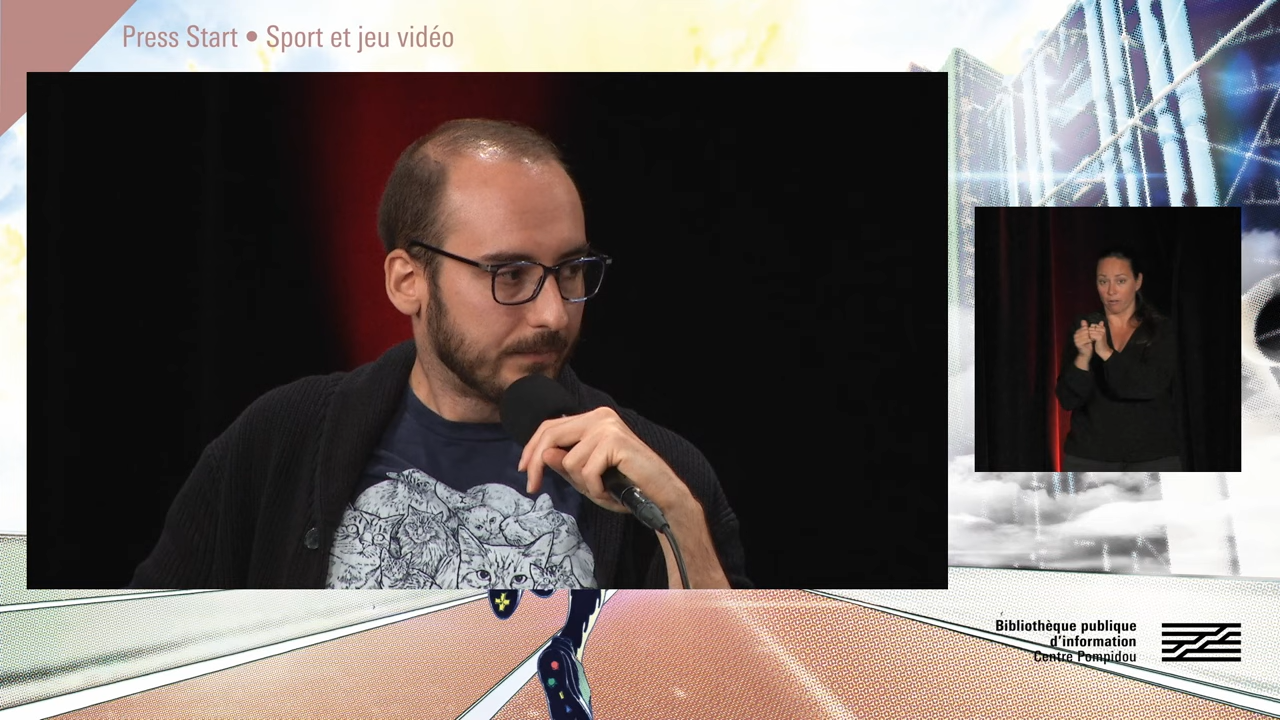 Press Start • Sport et jeu vidéo
Bibliothèque publique
d'information
Centre Pompidou